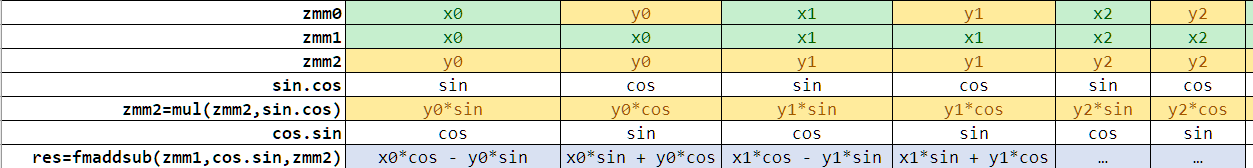 zmm0 x0 y0 x1 y1 x2 y2
zmm1 x0 x0 x1 x1 x2 x2
zmm2 y0 y0 y1 y1 y2 y2
sin.cos sin cos sin cos sin cos
zmm2=mul(zmm2,sin.cos) y0*sin y0*cos y1*sin y1*cos y2*sin y2*cos
cos.sin cos sin cos sin cos sin
res=fmaddsub(zmm1,cos.sin,zmm2) x0*cos - y0*sin x0*sin + y0*cos x1*cos - y1*sin x1*sin + y1*cos … …